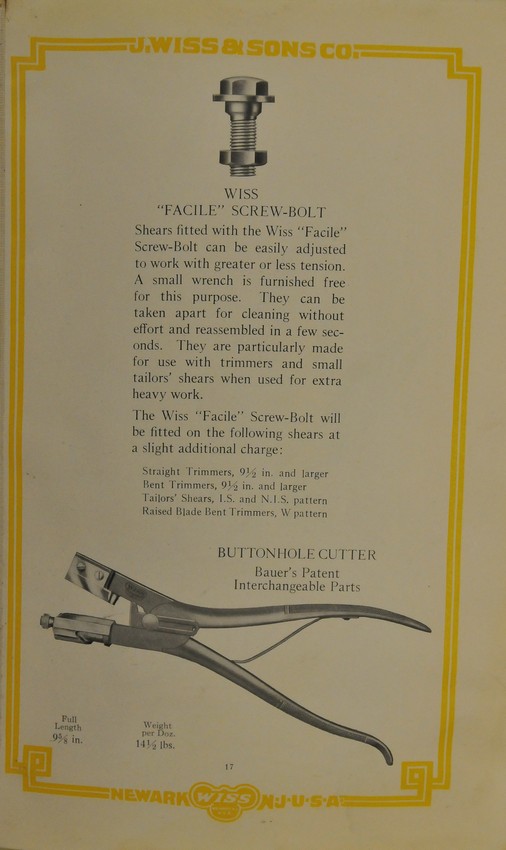 J. WISS & SONS CO.
WISS
"FACILE" SCREW-BOLT
Shears fitted with the Wiss "Facile"
Screw-Bolt can be easily adjusted
to work with greater or less tension.
A small wrench is furnished free
for this purpose. They can be
taken apart for cleaning without
effort and reassembled in a few sec-
onds. They are particularly made
for use with trimmers and small
tailors' shears when used for extra
heavy work.
The Wiss "Facile" Screw-Bolt will
be fitted on the following shears at
a slight additional charge:
Straight Trimmers, 9½ in. and larger
Bent Trimmers, 9½ in. and larger
Tailors' Shears, I.S. and N.I.S. pattern
Raised Blade Bent Trimmers, W pattern
BUTTONHOLE CUTTER
Bauer's Patent
Interchangeable Parts
Full
Length
9⅝ in.
Weight
per Doz.
14½ lbs.
17
NEWARK WISS N·J·U·S·A